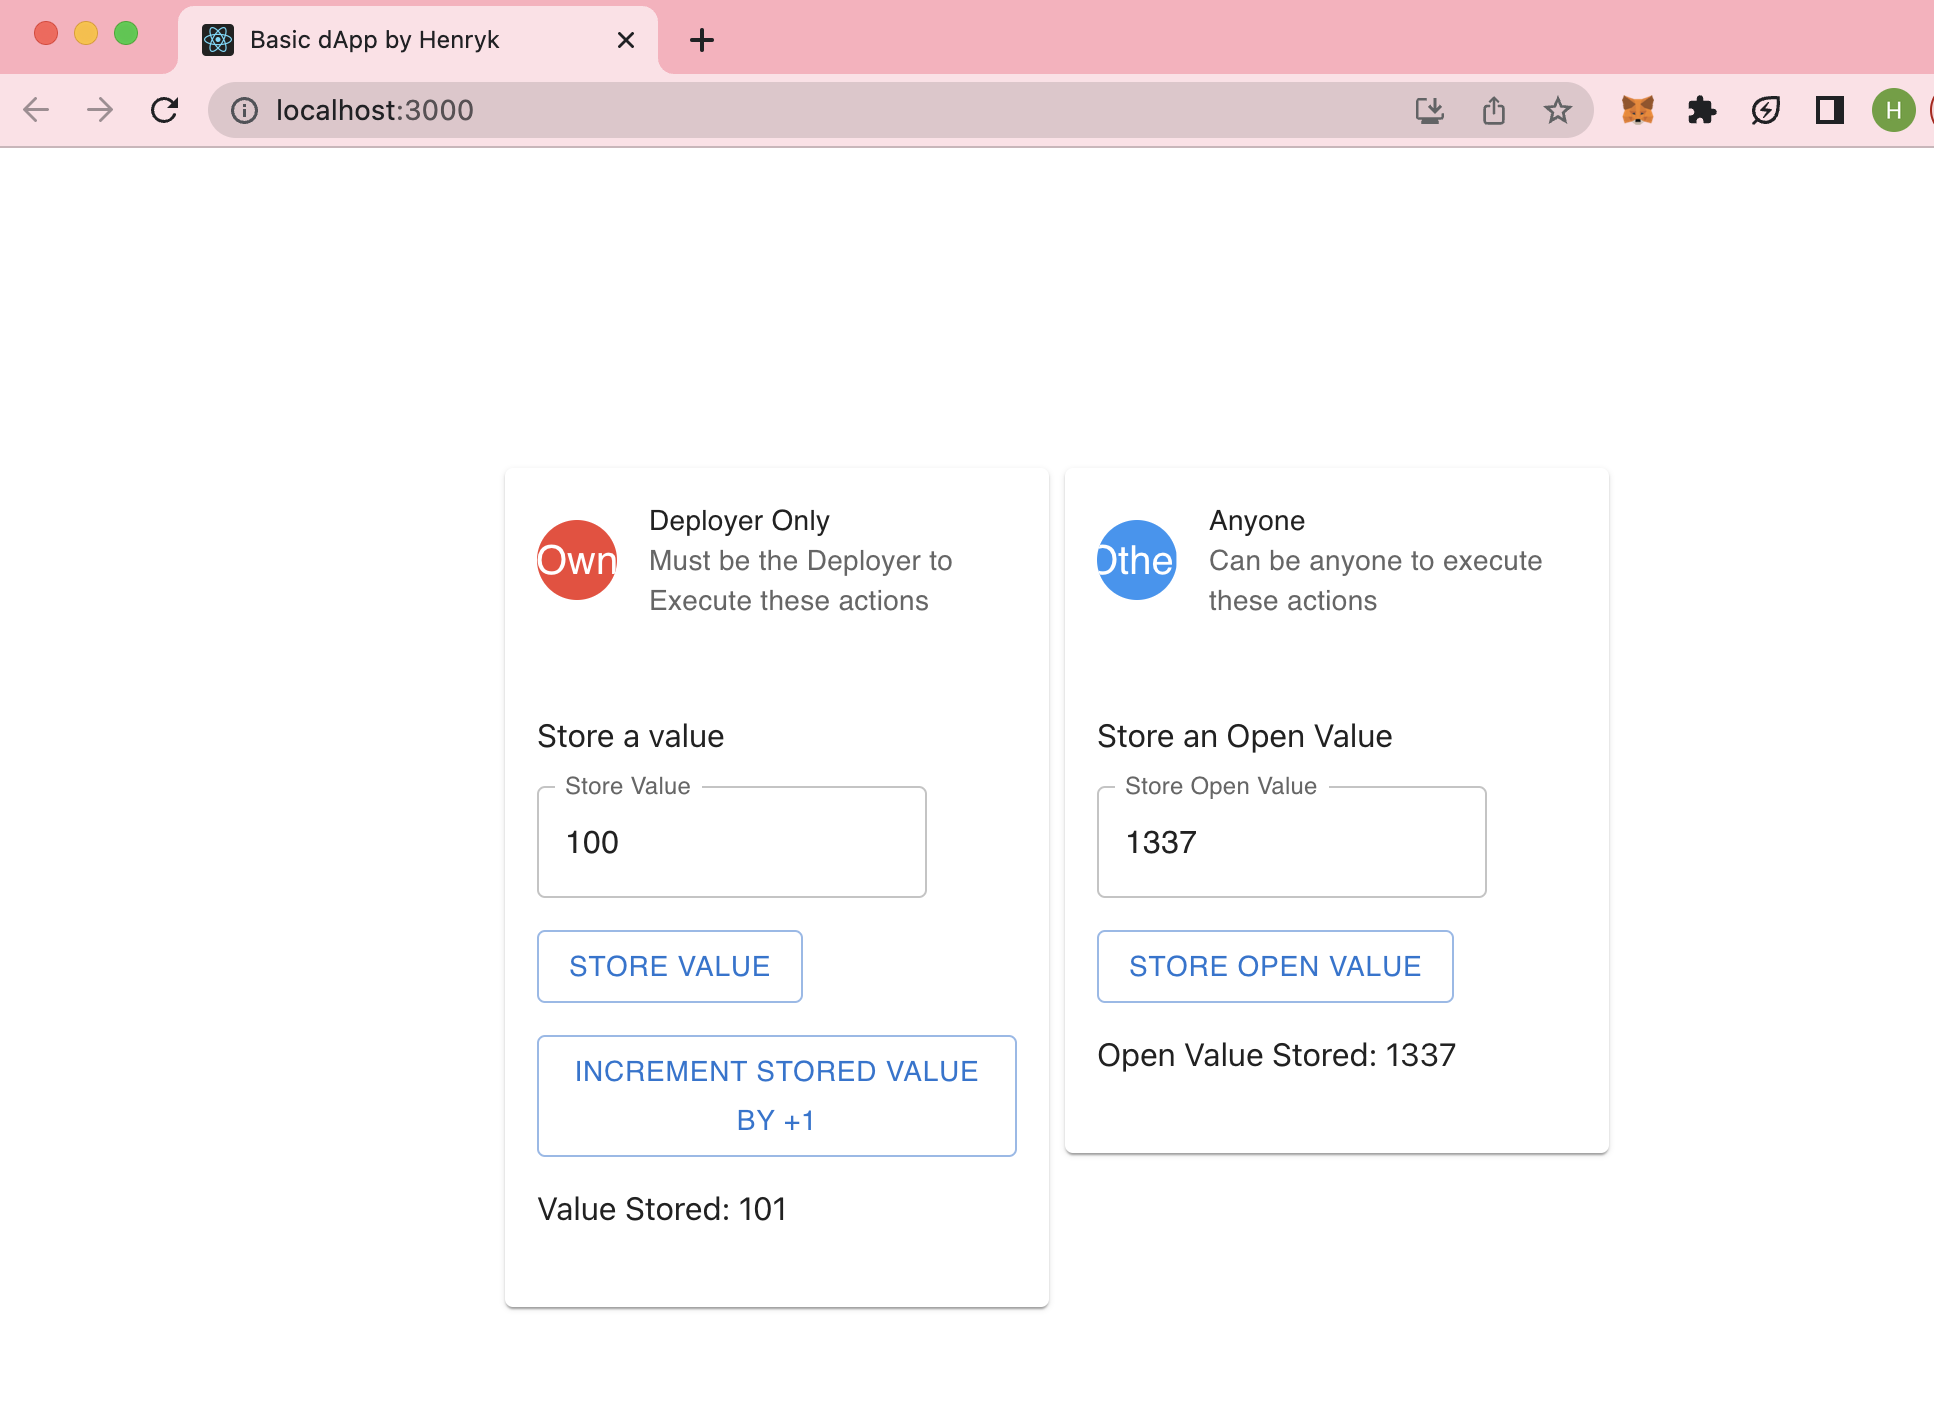 Basic dApp by Henryk
localhost:3000
H
Own
Deployer Only
Must be the Deployer to
Execute these actions
Store a value
Store Value
100
STORE VALUE
INCREMENT STORED VALUE
BY +1
Value Stored: 101
Othe
Anyone
Can be anyone to execute
these actions
Store an Open Value
Store Open Value
1337
STORE OPEN VALUE
Open Value Stored: 1337